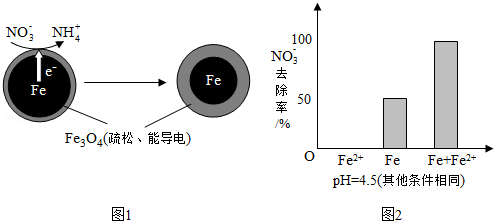 NO₃⁻ NH₄⁺
e⁻
Fe
Fe
Fe₃O₄(疏松、能导电)
图1
100
NO₃⁻
去
除
率
/%
50
O
Fe²⁺ Fe Fe+Fe²⁺
pH=4.5(其他条件相同)
图2